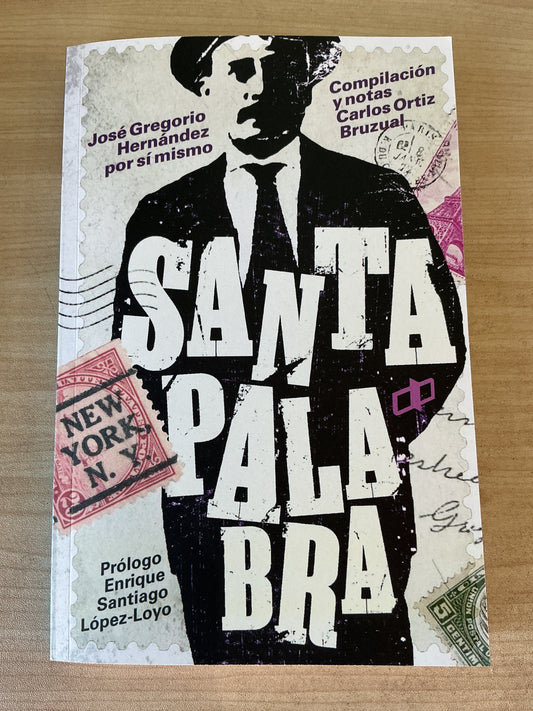 José Gregorio
Hernández
por sí mismo
Compilación
y notas
Carlos Ortiz
Bruzual
SANTA
PALA
BRA
NEW
YORK,
N. Y.
Prólogo
Enrique
Santiago
López-Loyo